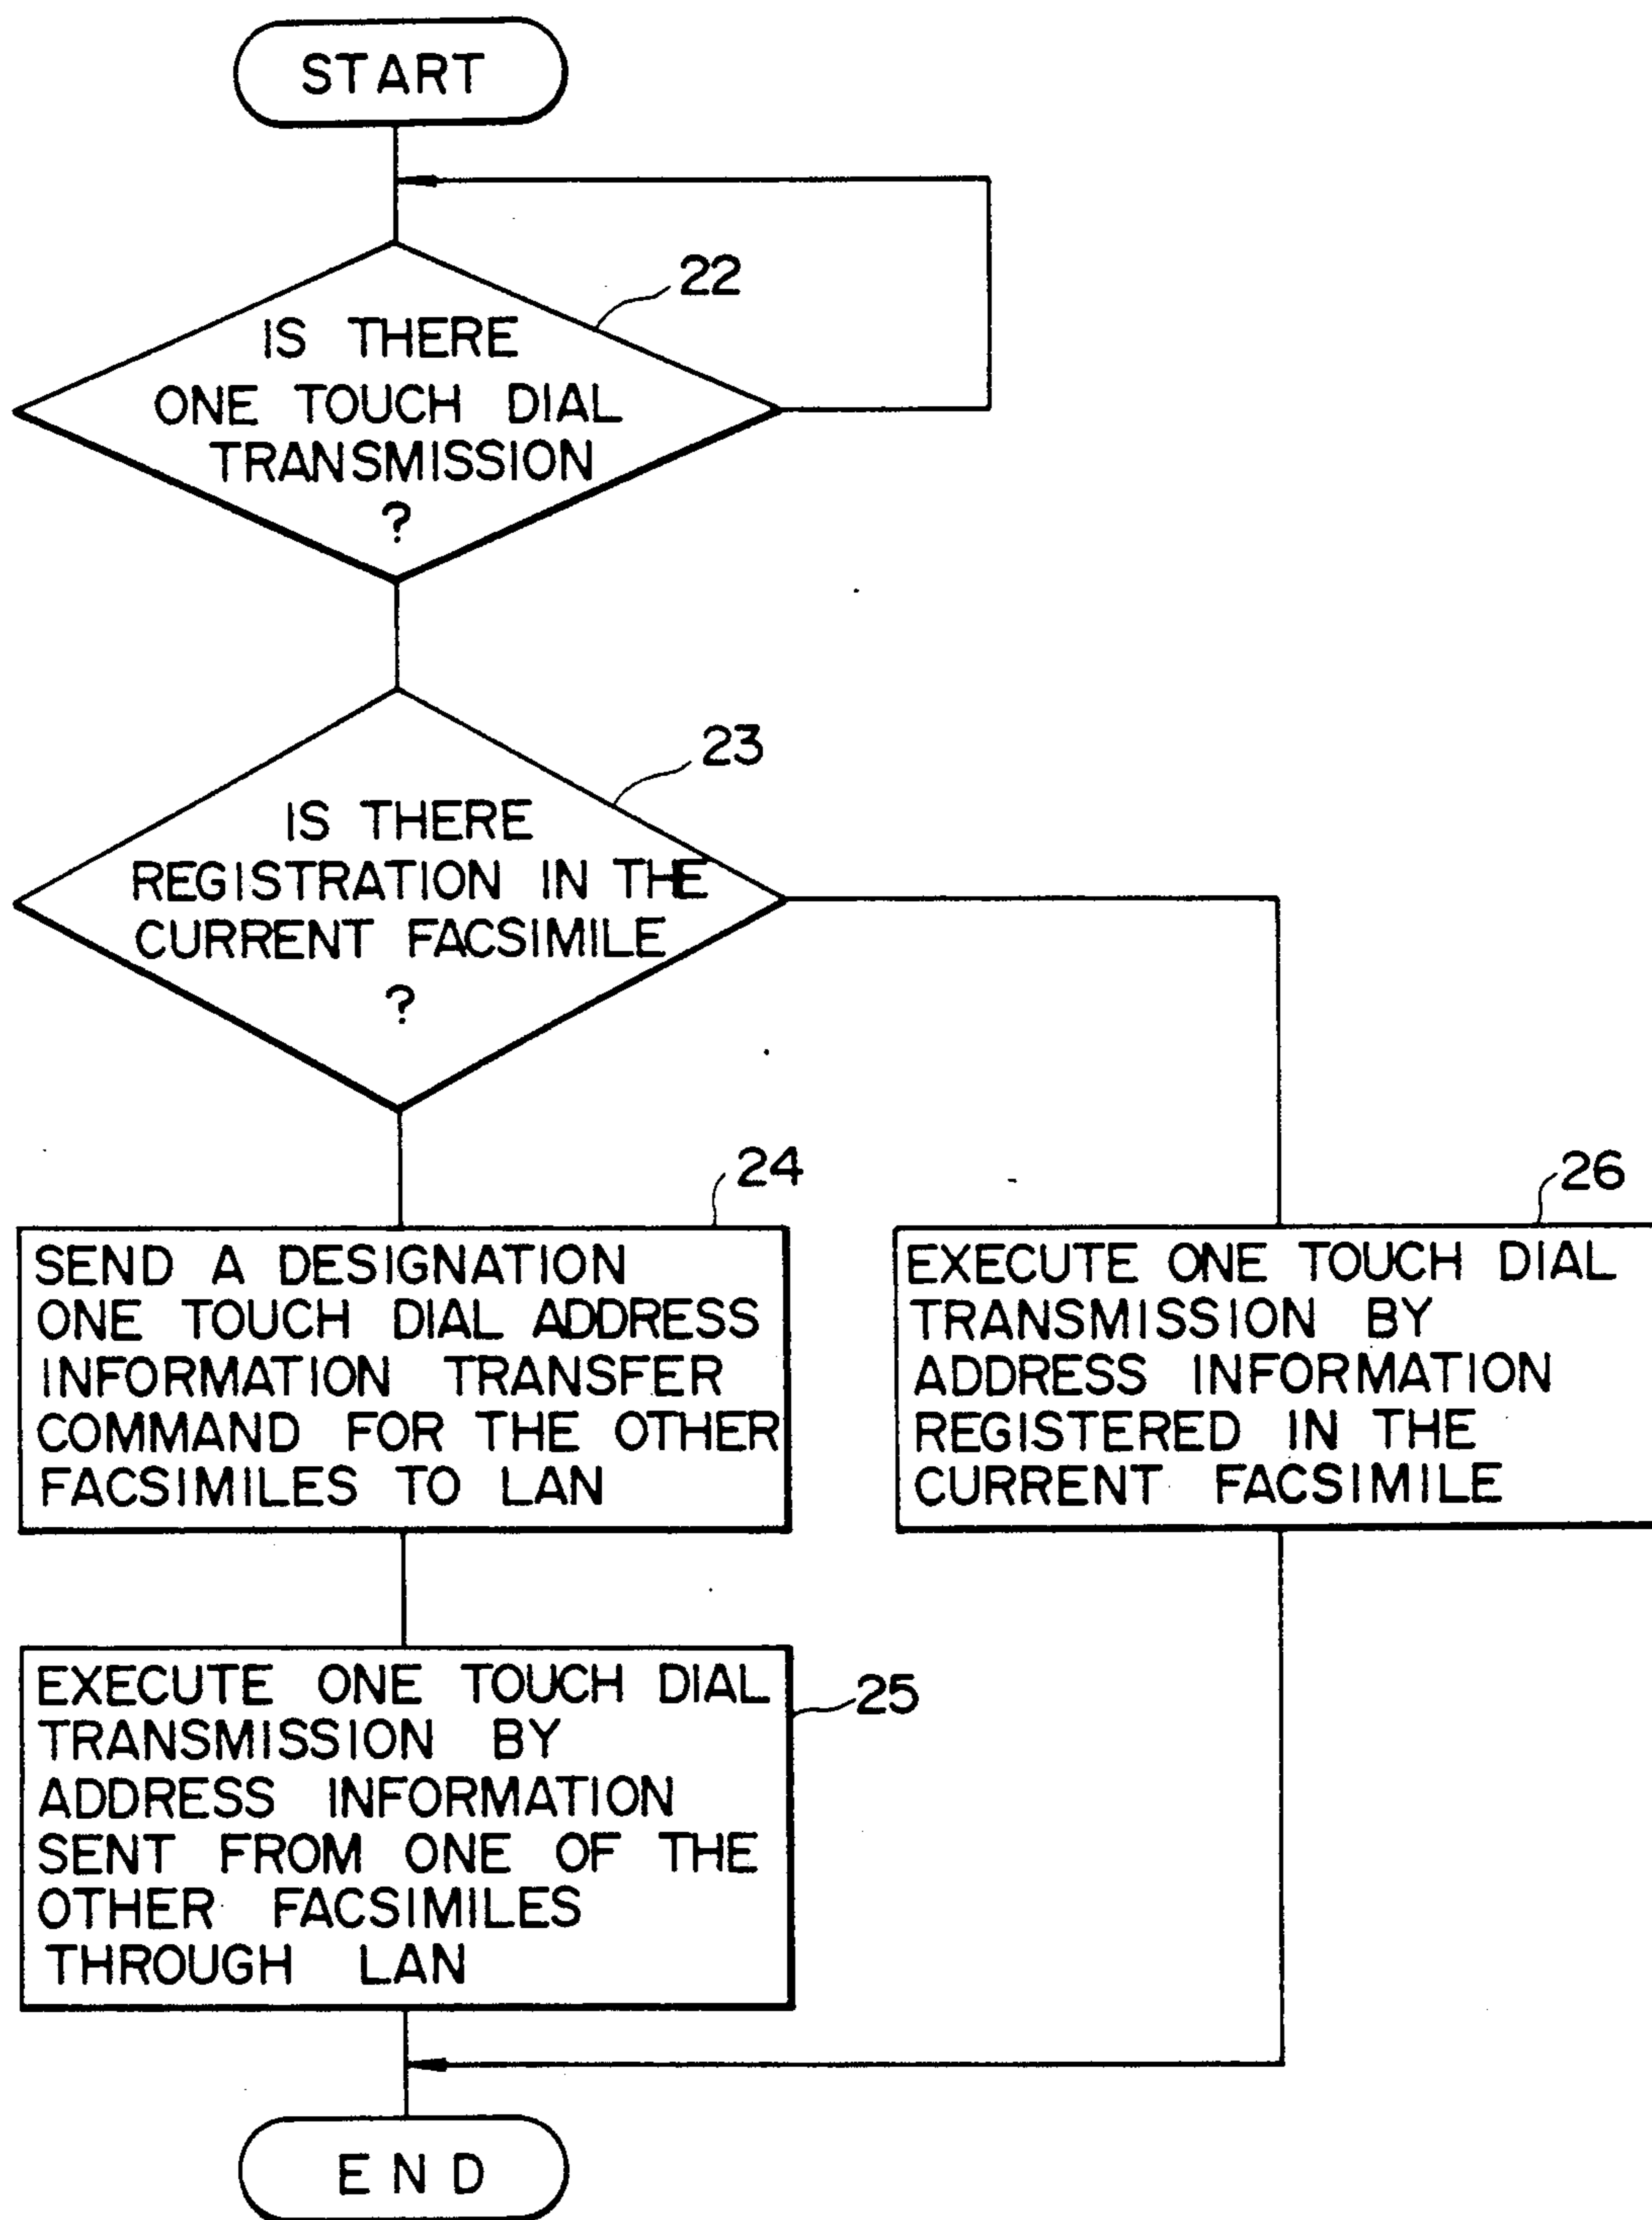 START
22
IS THERE
ONE TOUCH DIAL
TRANSMISSION
?
23
IS THERE
REGISTRATION IN THE
CURRENT FACSIMILE
?
24
SEND A DESIGNATION
ONE TOUCH DIAL ADDRESS
INFORMATION TRANSFER
COMMAND FOR THE OTHER
FACSIMILES TO LAN
26
EXECUTE ONE TOUCH DIAL
TRANSMISSION BY
ADDRESS INFORMATION
REGISTERED IN THE
CURRENT FACSIMILE
25
EXECUTE ONE TOUCH DIAL
TRANSMISSION BY
ADDRESS INFORMATION
SENT FROM ONE OF THE
OTHER FACSIMILES
THROUGH LAN
END